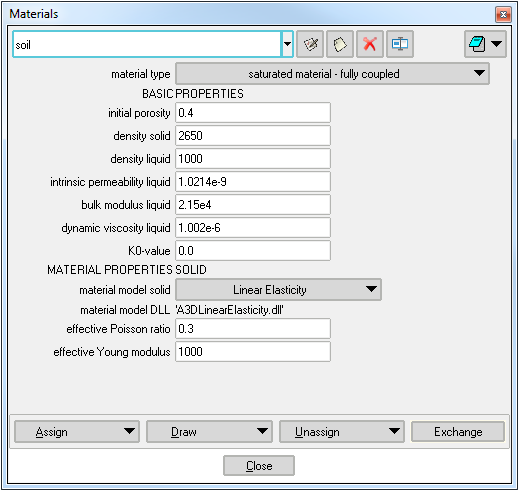 Materials
soil
material type saturated material - fully coupled
BASIC PROPERTIES
initial porosity 0.4
density solid 2650
density liquid 1000
intrinsic permeability liquid 1.0214e-9
bulk modulus liquid 2.15e4
dynamic viscosity liquid 1.002e-6
K0-value 0.0
MATERIAL PROPERTIES SOLID
material model solid Linear Elasticity
material model DLL 'A3DLinearElasticity.dll'
effective Poisson ratio 0.3
effective Young modulus 1000
Assign Draw Unassign Exchange
Close